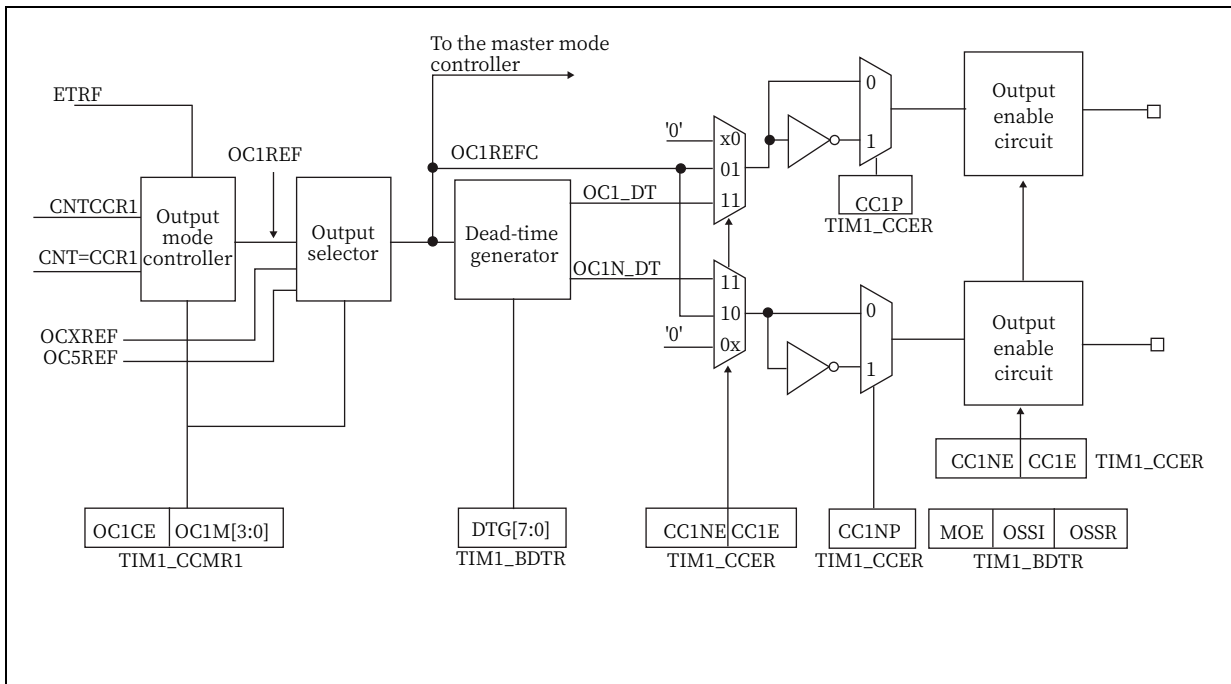 To the master mode
controller
ETRF
OC1REF
CNTCCR1
CNT=CCR1
Output
mode
controller
Output
selector
OCXREF
OC5REF
OC1REFC
Dead-time
generator
OC1_DT
OC1N_DT
'0'
x0
01
11
11
10
'0'
0x
0
1
CC1P
TIM1_CCER
0
1
Output
enable
circuit
Output
enable
circuit
CC1NE CC1E TIM1_CCER
OC1CE OC1M[3:0]
TIM1_CCMR1
DTG[7:0]
TIM1_BDTR
CC1NE CC1E
TIM1_CCER
CC1NP
TIM1_CCER
MOE OSSI OSSR
TIM1_BDTR